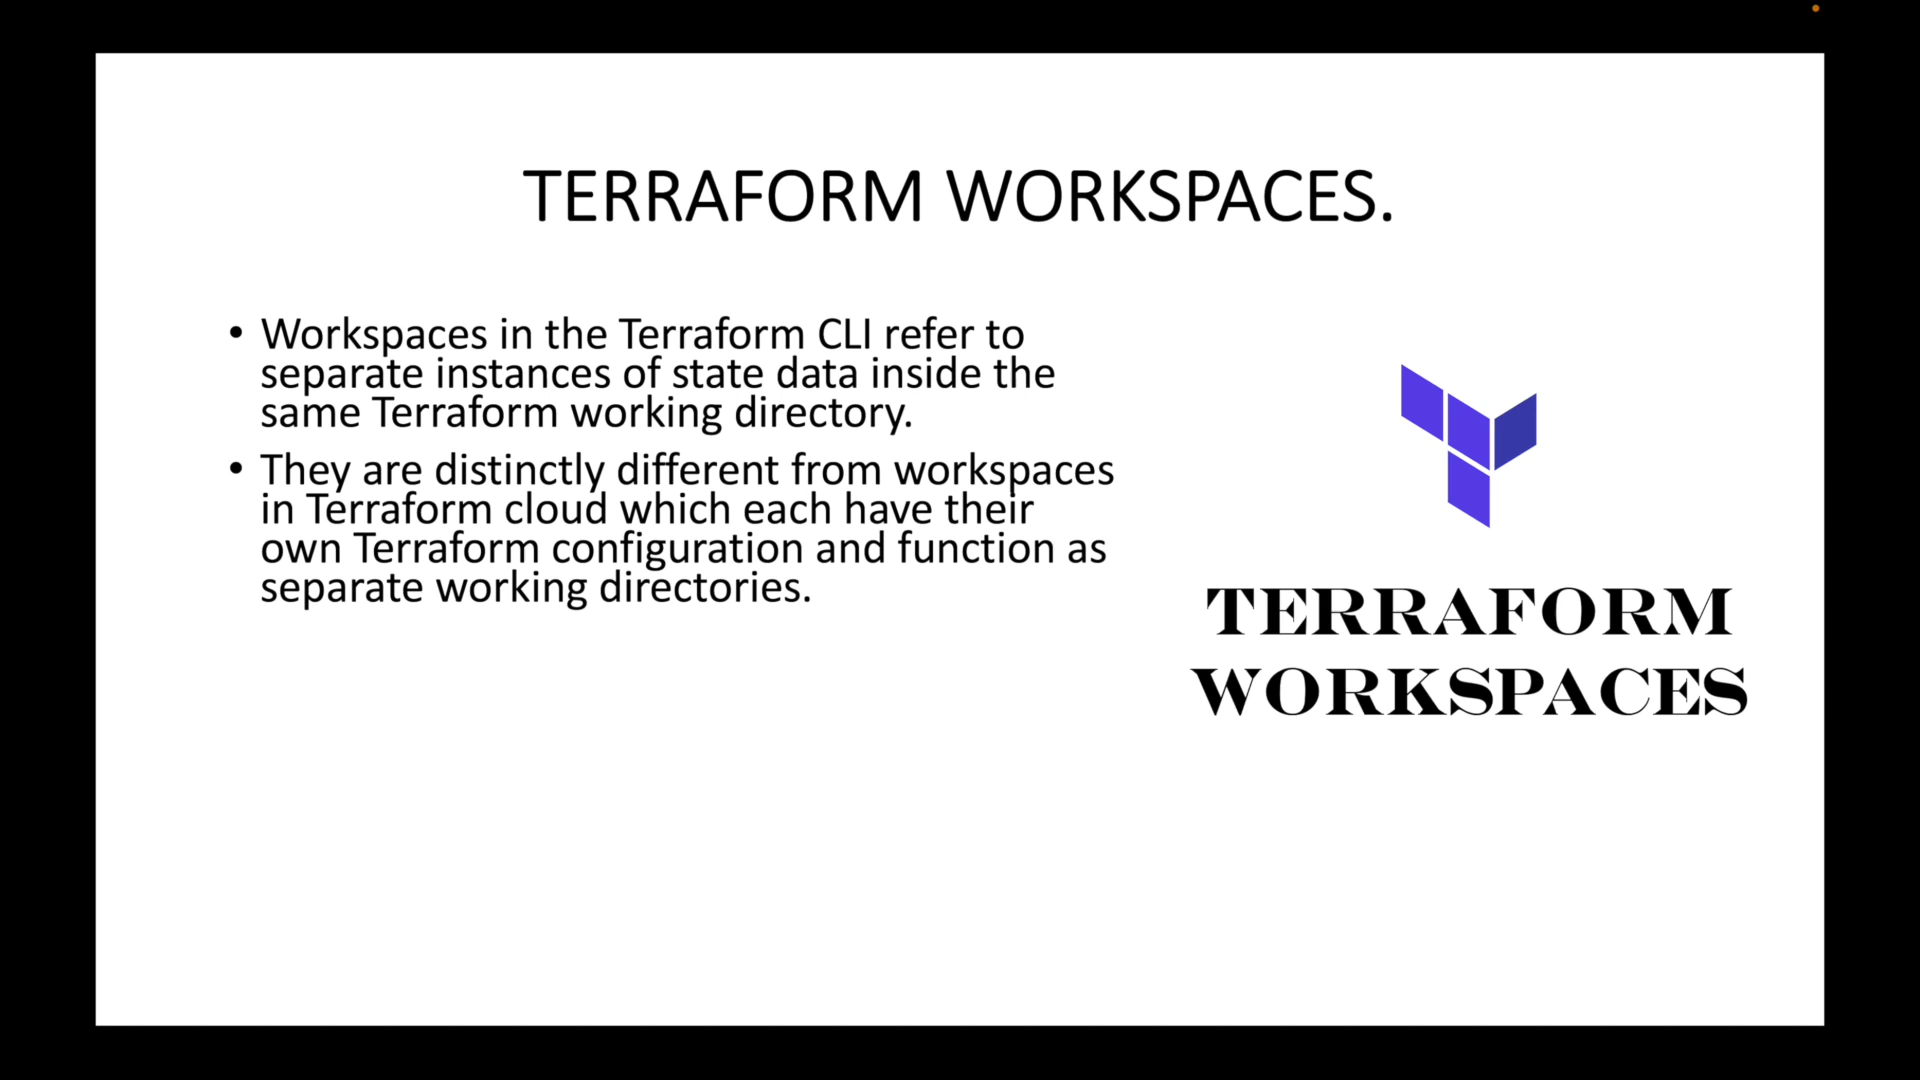 TERRAFORM WORKSPACES.
• Workspaces in the Terraform CLI refer to
separate instances of state data inside the
same Terraform working directory.
• They are distinctly different from workspaces
in Terraform cloud which each have their
own Terraform configuration and function as
separate working directories.
TERRAFORM
WORKSPACES